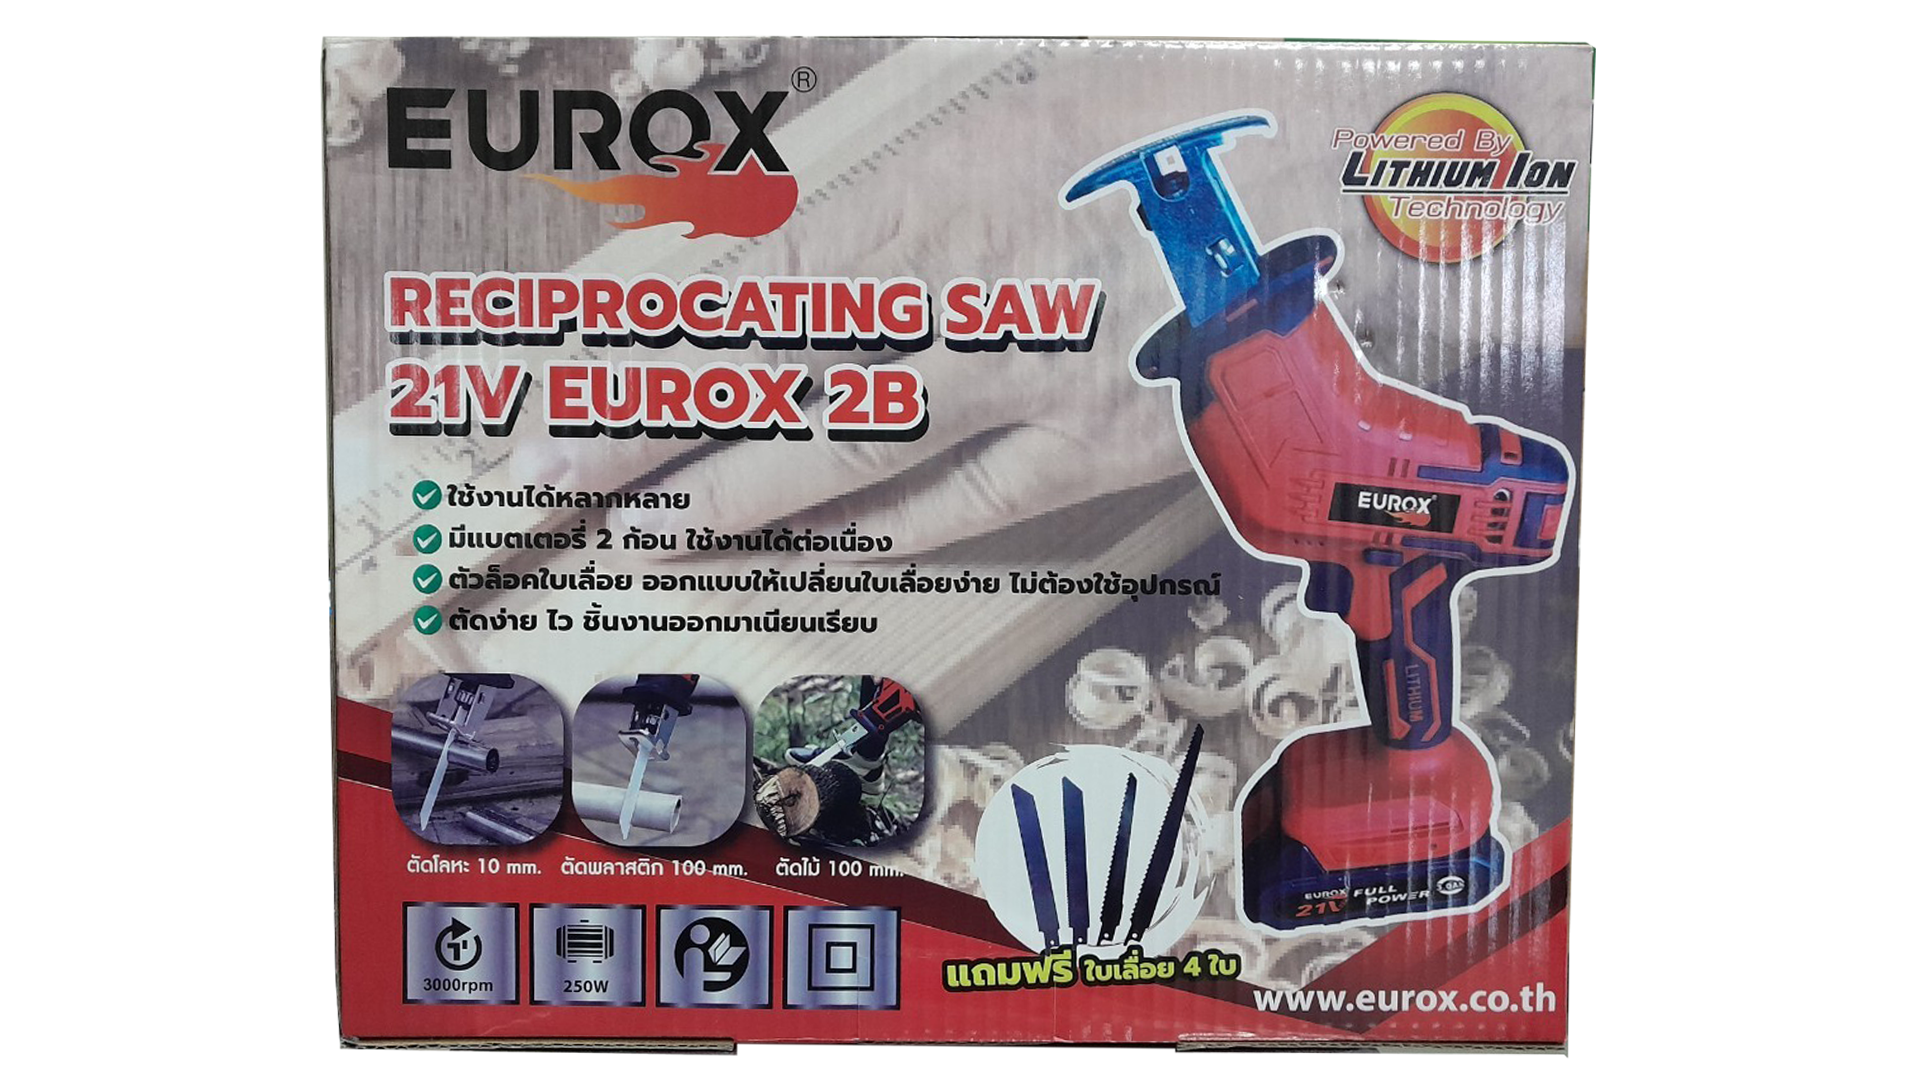 EUROX®
Powered By
LITHIUM ION
Technology
RECIPROCATING SAW
21V EUROX 2B
ใช้งานได้หลากหลาย
มีแบตเตอรี่ 2 ก้อน ใช้งานได้ต่อเนื่อง
ตัวล็อคใบเลื่อย ออกแบบให้เปลี่ยนใบเลื่อยง่าย ไม่ต้องใช้อุปกรณ์
ตัดง่าย ไว ชิ้นงานออกมาเนียนเรียบ
EUROX®
LITHIUM
ตัดโลหะ 10 mm.
ตัดพลาสติก 100 mm.
ตัดไม้ 100 mm.
EUROX
21V
FULL
POWER
3000rpm
250W
แถมฟรี ใบเลื่อย 4 ใบ
www.eurox.co.th